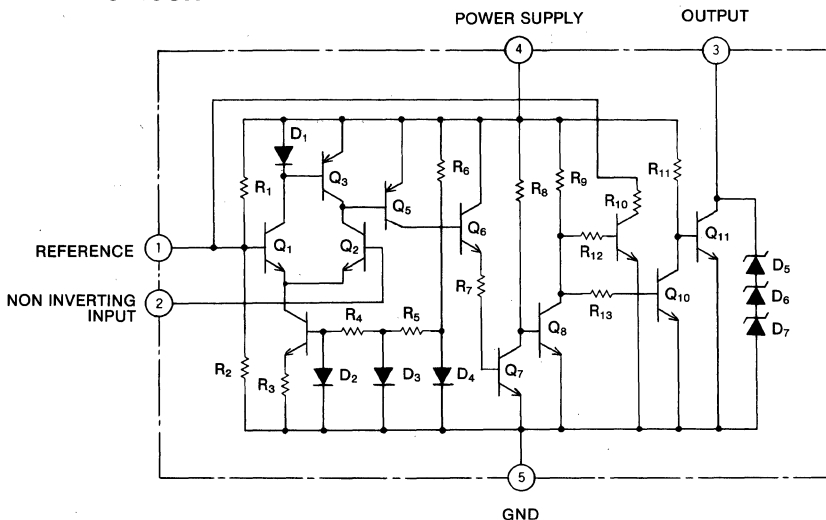 POWER SUPPLY
OUTPUT
4
3
D1
R1
Q3
R6
R8
R9
R10
R11
Q5
Q6
REFERENCE
1
Q1
Q2
R12
Q11
NON INVERTING
INPUT
2
R7
D5
D6
D7
R4
R5
Q8
R13
Q10
R2
R3
D2
D3
D4
Q7
5
GND